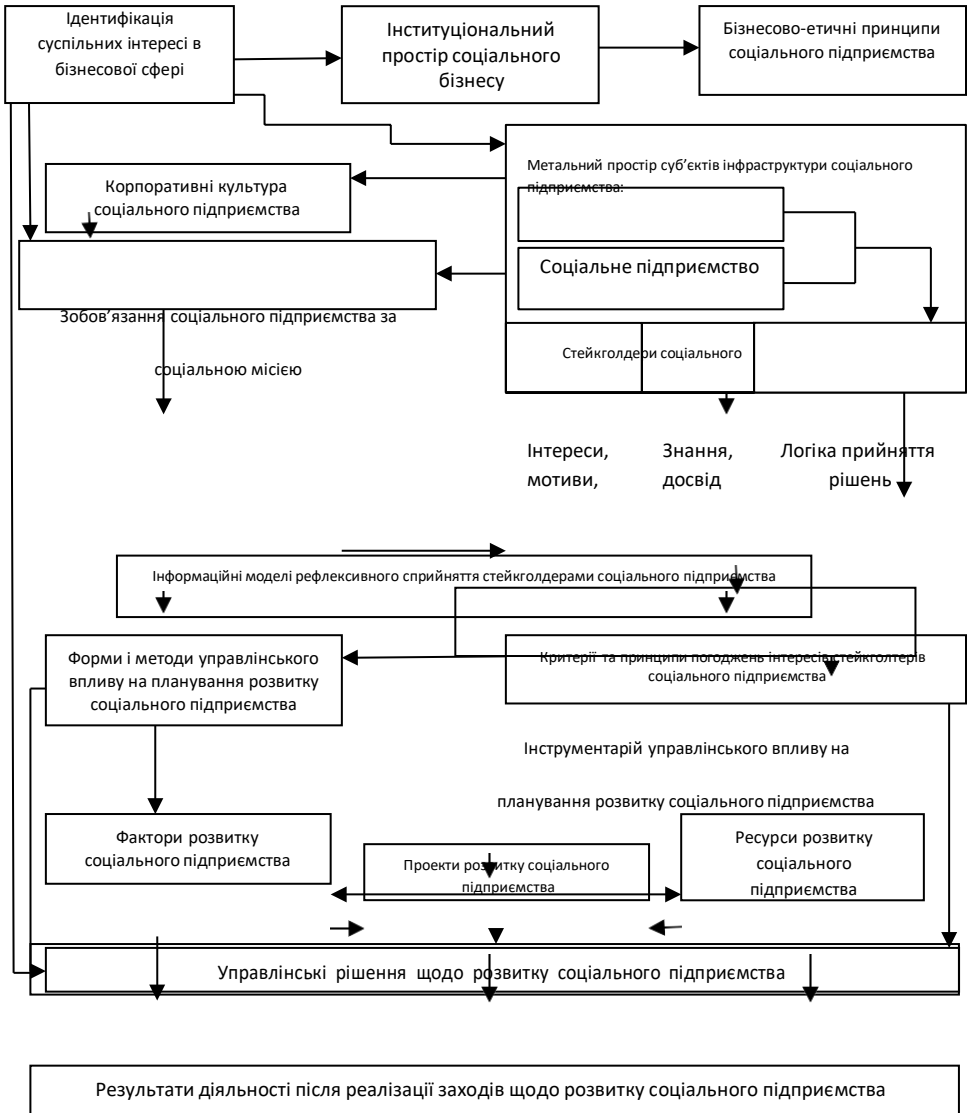 Ідентифікація
суспільних інтересі в
бізнесової сфері
Інституціональний
простір соціального
бізнесу
Бізнесово-етичні принципи
соціального підприємства
Метальний простір суб’єктів інфраструктури соціального
підприємства:
Корпоративні культура
соціального підприємства
Соціальне підприємство
Зобов’язання соціального підприємства за
соціальною місією
Стейкголдери соціального
Інтереси,
мотиви,
Знання,
досвід
Логіка прийняття
рішень
Інформаційні моделі рефлексивного сприйняття стейкголдерами соціального підприємства
Форми і методи управлінського
впливу на планування розвитку
соціального підприємства
Критерії та принципи погоджень інтересів стейкголтерів
соціального підприємства
Інструментарій управлінського впливу на
планування розвитку соціального підприємства
Фактори розвитку
соціального підприємства
Проекти розвитку соціального
підприємства
Ресурси розвитку
соціального
підприємства
Управлінські рішення щодо розвитку соціального підприємства
Результати діяльності після реалізації заходів щодо розвитку соціального підприємства